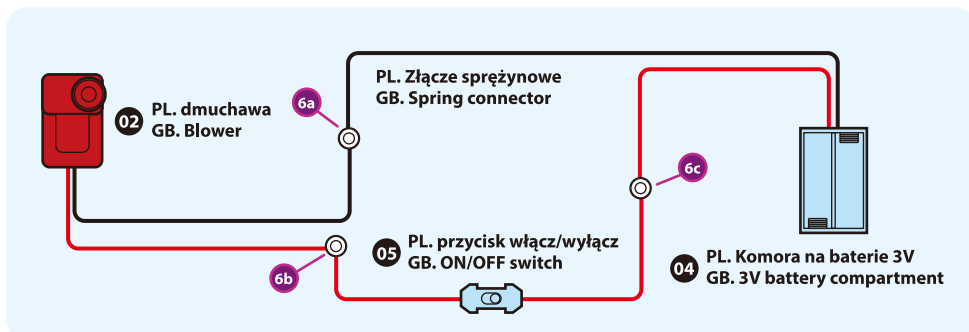 PL. Złącze sprężynowe
GB. Spring connector
6a
02
PL. dmuchawa
GB. Blower
6c
6b
05
PL. przycisk włącz/wyłącz
GB. ON/OFF switch
04
PL. Komora na baterie 3V
GB. 3V battery compartment